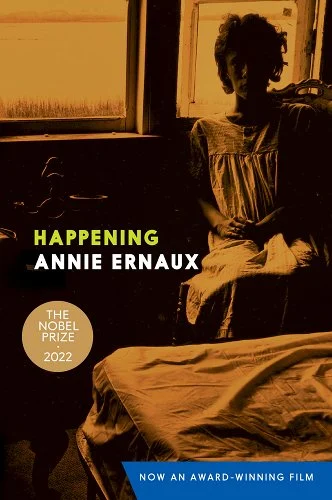 HAPPENING
ANNIE ERNAUX
THE
NOBEL
PRIZE
·
2022
NOW AN AWARD-WINNING FILM